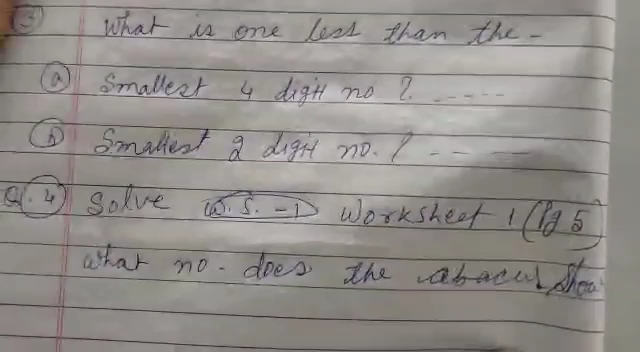 ③ What is one less than the -
ⓐ Smallest 4 digit no ? -----
ⓑ Smallest 2 digit no. ? -- --
Q. 4 Solve W.S. -1 Worksheet 1 (Pg 5)
what no. does the abacus show